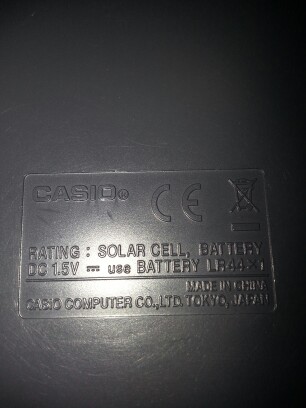 CASIO®
CE
RATING : SOLAR CELL, BATTERY
DC 1.5V ⎓ use BATTERY LR44×1
MADE IN CHINA
CASIO COMPUTER CO.,LTD. TOKYO, JAPAN